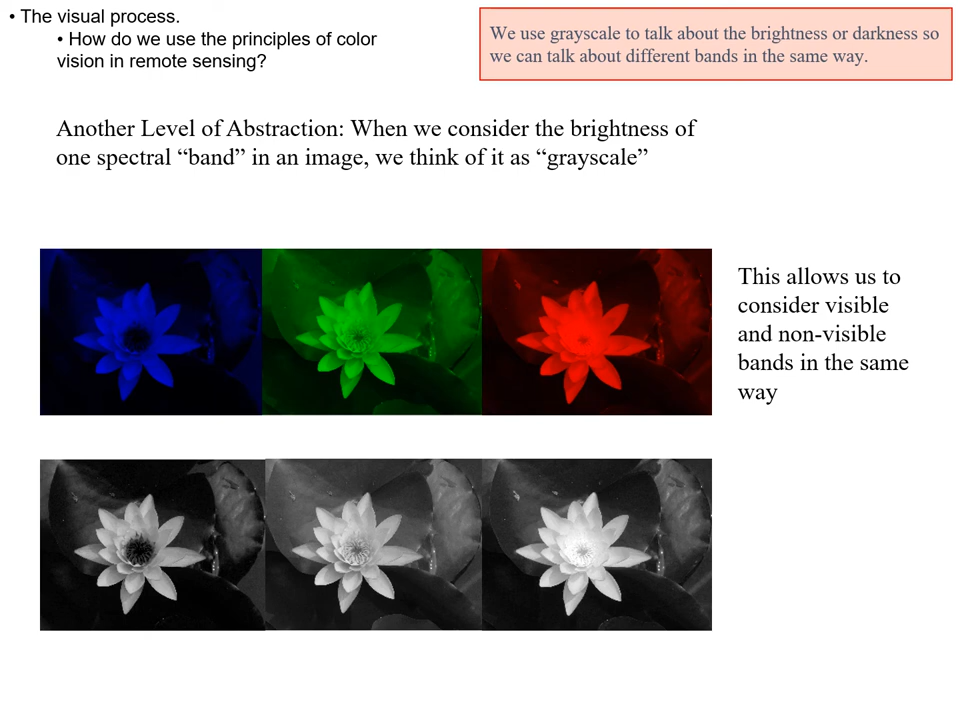 • The visual process.
• How do we use the principles of color
vision in remote sensing?
We use grayscale to talk about the brightness or darkness so
we can talk about different bands in the same way.
Another Level of Abstraction: When we consider the brightness of
one spectral “band” in an image, we think of it as “grayscale”
This allows us to
consider visible
and non-visible
bands in the same
way